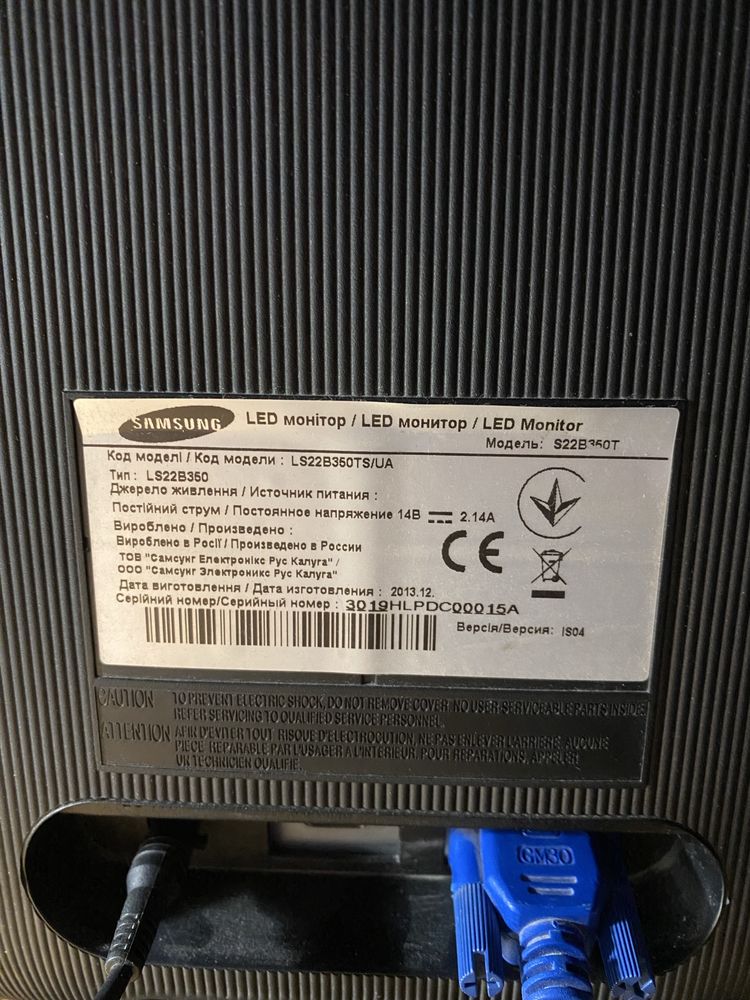 SAMSUNG LED монітор / LED монитор / LED Monitor
Модель: S22B350T
Код моделі / Код модели : LS22B350TS/UA
Тип : LS22B350
Джерело живлення / Источник питания :
Постійний струм / Постоянное напряжение 14В 2.14A
Вироблено / Произведено :
Вироблено в Росії / Произведено в России
ТОВ "Самсунг Електронікс Рус Калуга" /
ООО "Самсунг Электроникс Рус Калуга"
Дата виготовлення / Дата изготовления : 2013.12.
Серійний номер/Серийный номер : 3019HLPDC00015A
Версія/Версия: IS04
CE
CAUTION TO PREVENT ELECTRIC SHOCK, DO NOT REMOVE COVER. NO USER SERVICEABLE PARTS INSIDE.
REFER SERVICING TO QUALIFIED SERVICE PERSONNEL.
ATTENTION AFIN D'EVITER TOUT RISQUE D'ELECTROCUTION, NE PAS ENLEVER L'ARRIERE. AUCUNE
PIECE REPARABLE PAR L'USAGER A L'INTERIEUR. POUR REPARATIONS, APPELER
UN TECHNICIEN QUALIFIE.
GM30